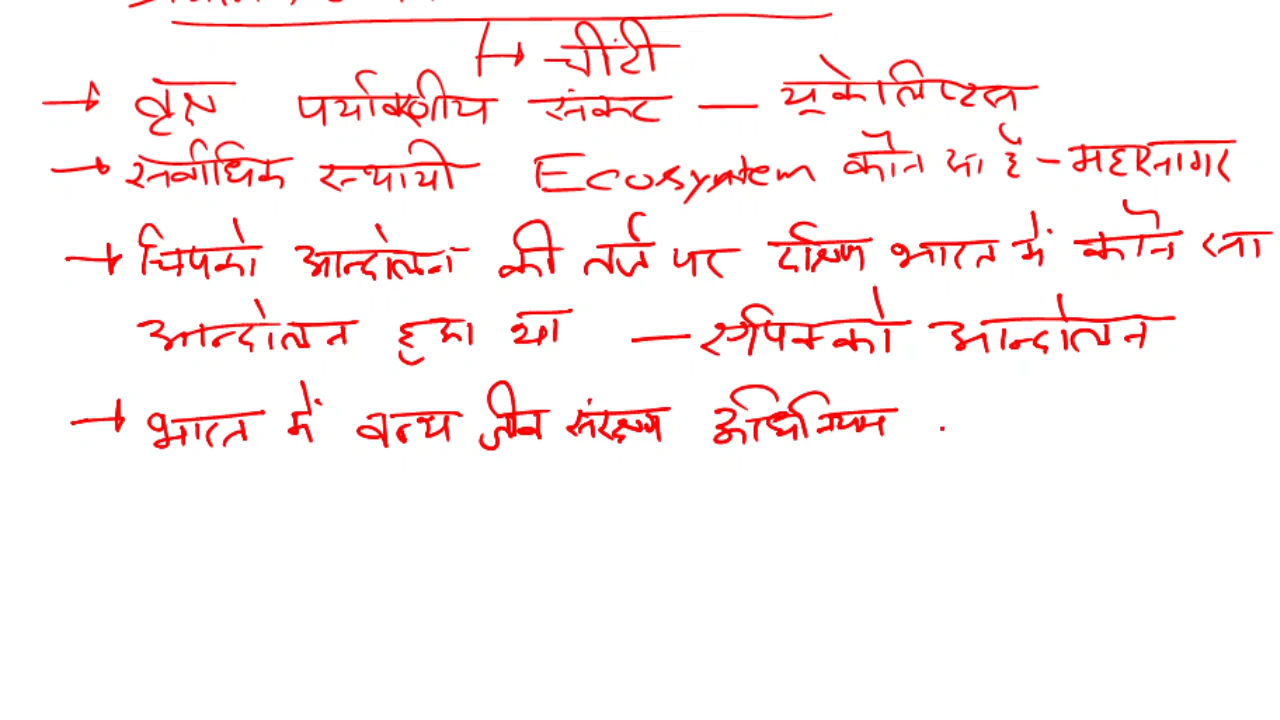 ↳ चींटी
→ वृक्ष पर्यावरणीय संकट — यूकेलिप्टस
→ सर्वाधिक स्थायी Ecosystem कौन सा है – महासागर
→ चिपको आन्दोलन की तर्ज पर दक्षिण भारत में कौन सा
आन्दोलन हुआ था — एपिक्को आन्दोलन
→ भारत में वन्य जीव संरक्षण अधिनियम .